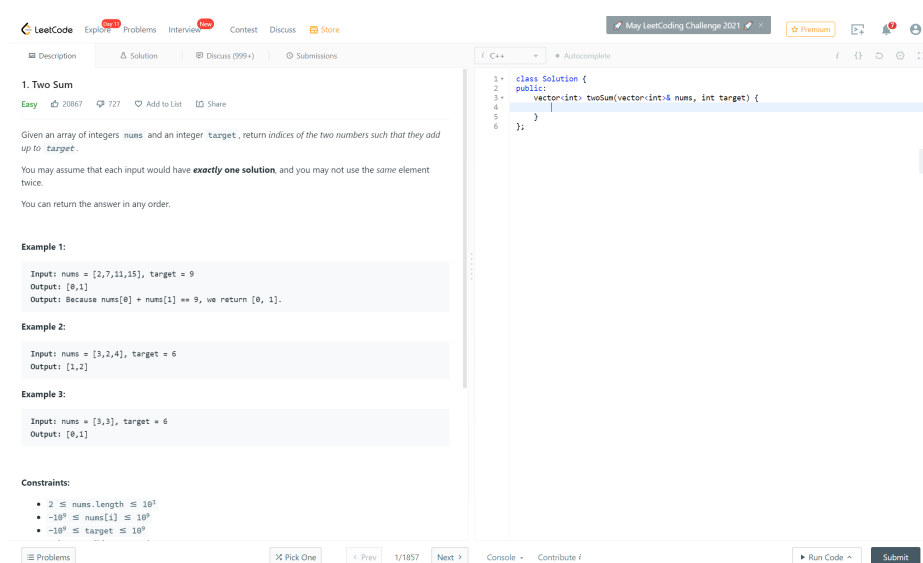 LeetCode Explore Day 11 Problems Interview New Contest Discuss Store
May LeetCoding Challenge 2021
Premium
7
Description Solution Discuss (999+) Submissions
i C++ Autocomplete
1. Two Sum
Easy 20867 727 Add to List Share
Given an array of integers nums and an integer target, return indices of the two numbers such that they add
up to target.
You may assume that each input would have exactly one solution, and you may not use the same element
twice.
You can return the answer in any order.
Example 1:
Input: nums = [2,7,11,15], target = 9
Output: [0,1]
Output: Because nums[0] + nums[1] == 9, we return [0, 1].
Example 2:
Input: nums = [3,2,4], target = 6
Output: [1,2]
Example 3:
Input: nums = [3,3], target = 6
Output: [0,1]
Constraints:
2 ≤ nums.length ≤ 10³
-10⁹ ≤ nums[i] ≤ 10⁹
-10⁹ ≤ target ≤ 10⁹
1 class Solution {
2 public:
3 vector<int> twoSum(vector<int>& nums, int target) {
4
5 }
6 };
Problems Pick One < Prev 1/1857 Next >
Console Contribute i Run Code Submit